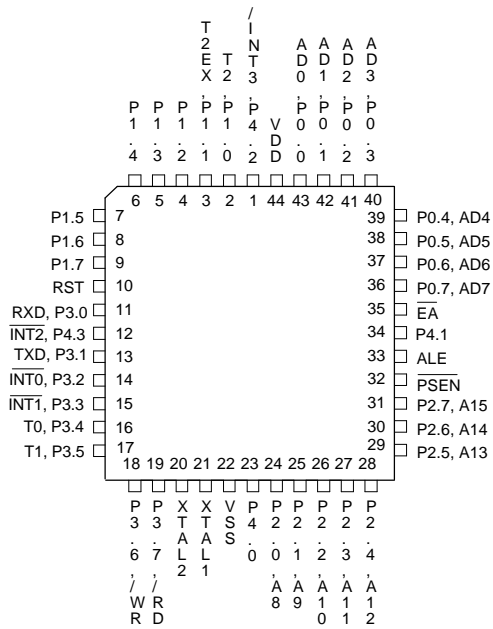 P1.4
P1.3
P1.2
T2EX,P1.1
T2,P1.0
/INT3,P4.2
VDD
AD0,P0.0
AD1,P0.1
AD2,P0.2
AD3,P0.3
6 5 4 3 2 1 44 43 42 41 40
P1.5 7
P1.6 8
P1.7 9
RST 10
RXD, P3.0 11
INT2, P4.3 12
TXD, P3.1 13
INT0, P3.2 14
INT1, P3.3 15
T0, P3.4 16
T1, P3.5 17
39 P0.4, AD4
38 P0.5, AD5
37 P0.6, AD6
36 P0.7, AD7
35 EA
34 P4.1
33 ALE
32 PSEN
31 P2.7, A15
30 P2.6, A14
29 P2.5, A13
18 19 20 21 22 23 24 25 26 27 28
P3.6,/WR
P3.7,/RD
XTAL2
XTAL1
VSS
P4.0
P2.0,A8
P2.1,A9
P2.2,A10
P2.3,A11
P2.4,A12